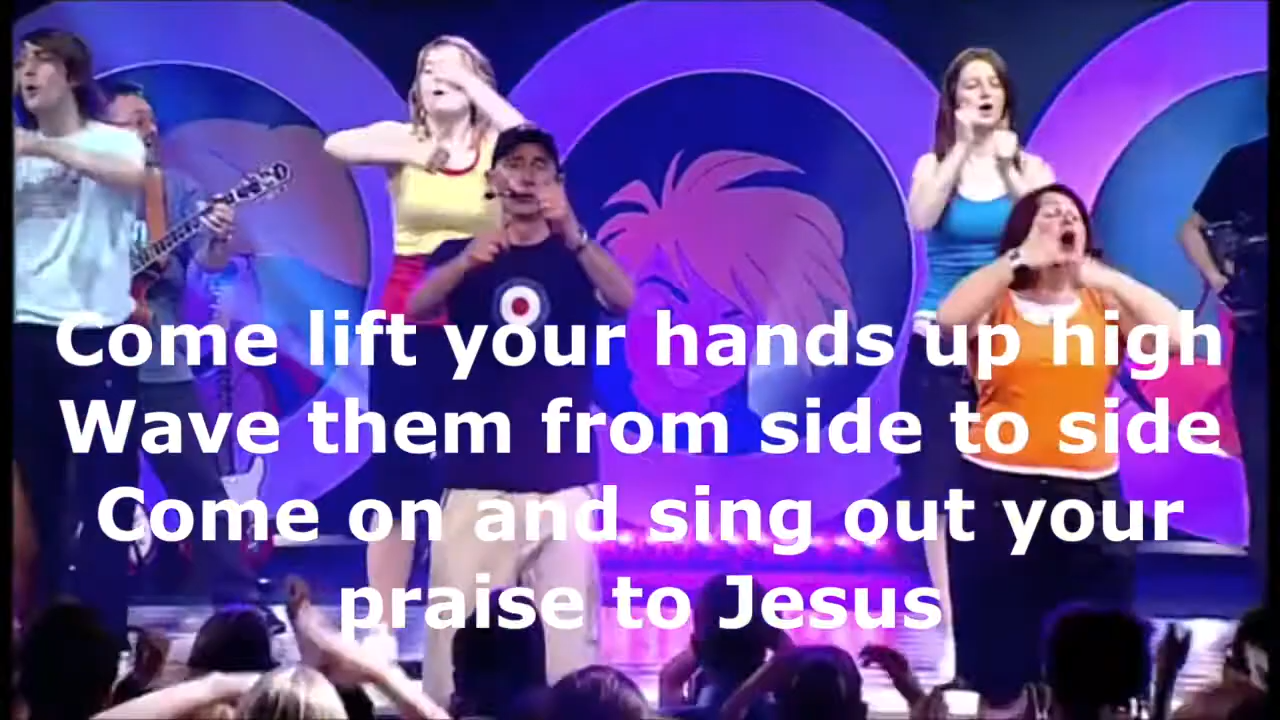 Come lift your hands up high
Wave them from side to side
Come on and sing out your
praise to Jesus